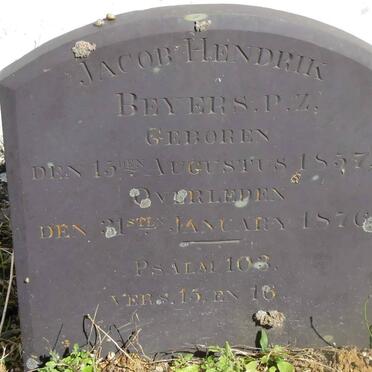 JACOB HENDRIK
BEYERS. P.Z.
GEBOREN
DEN 15DEN AUGUSTUS 1857.
OVERLEDEN
DEN 21STEN JANUARY 1876
PSALM 103.
VERS. 15. EN 16.